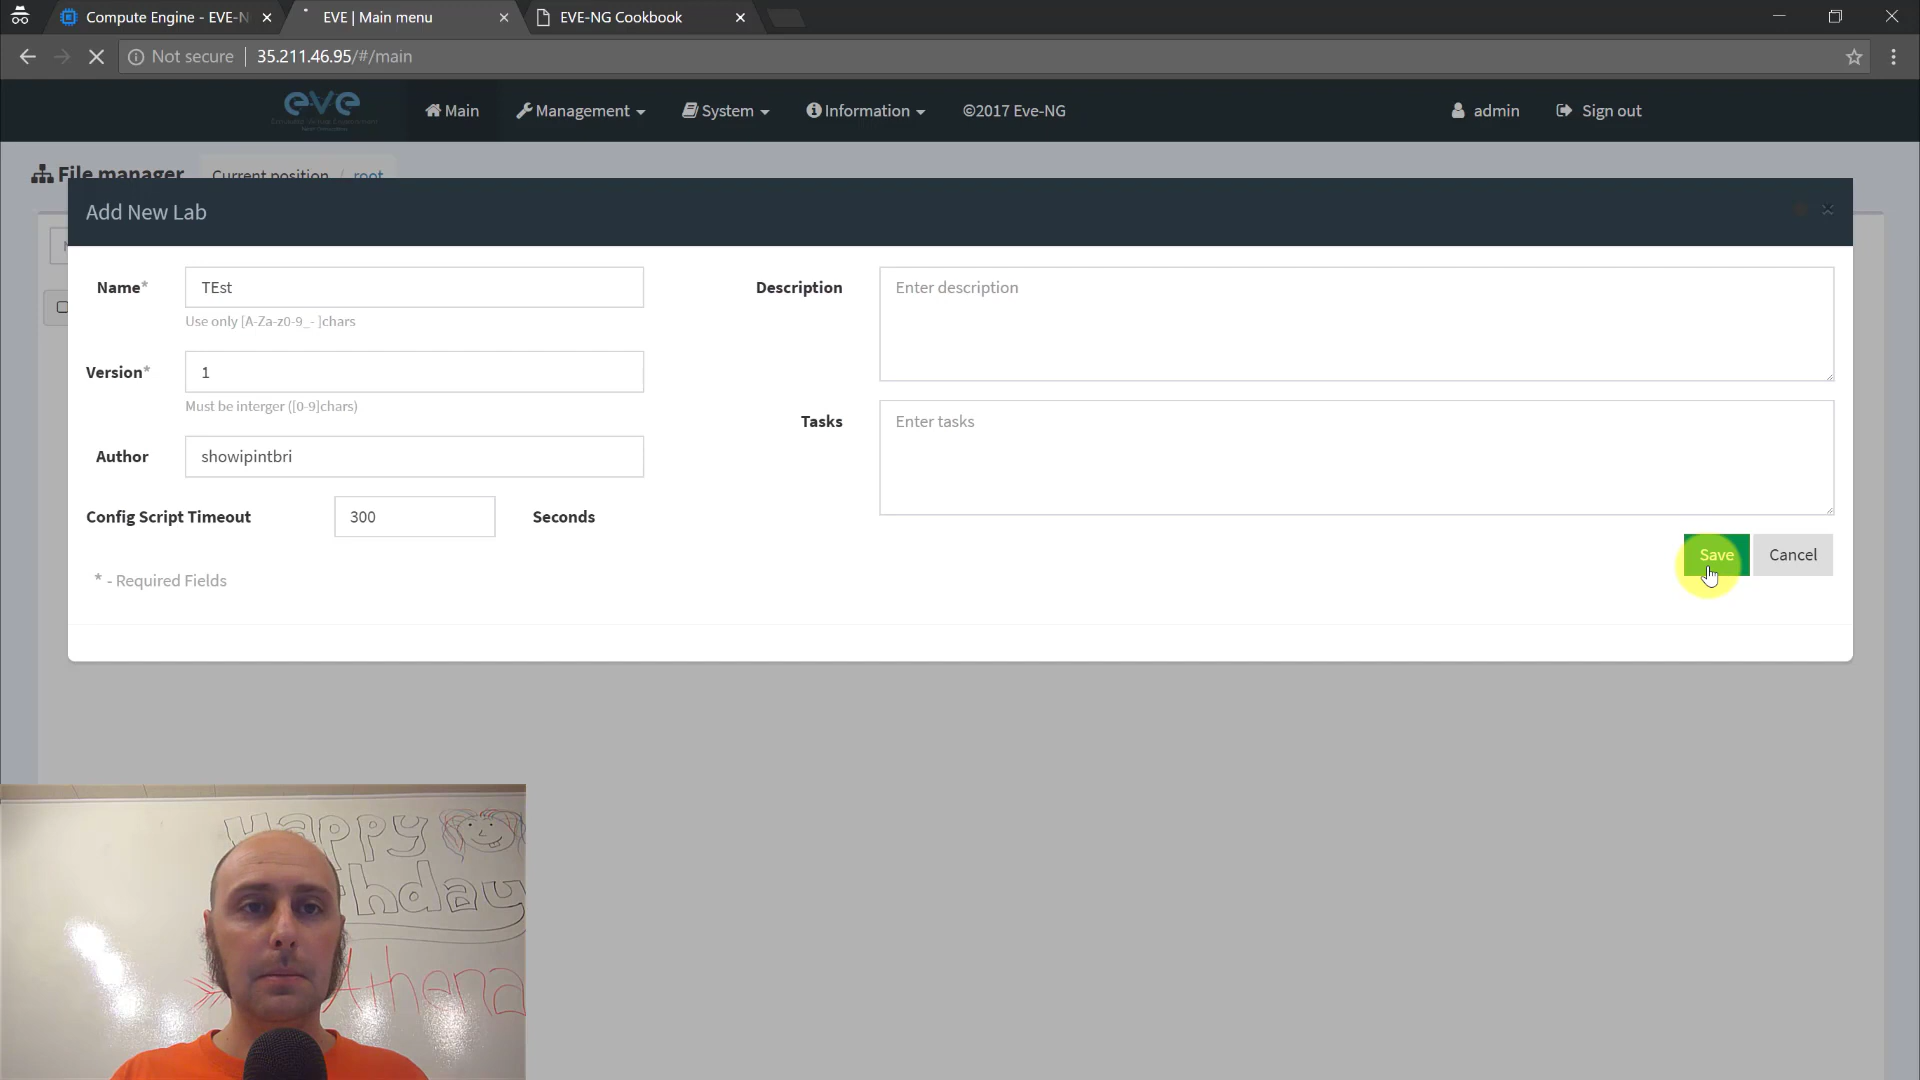 Compute Engine - EVE-N
EVE | Main menu
EVE-NG Cookbook
Not secure
35.211.46.95/#/main
eve
Main
Management
System
Information
©2017 Eve-NG
admin
Sign out
File manager
Current position / root
Add New Lab
Name*
TEst
Use only [A-Za-z0-9_- ]chars
Version*
1
Must be interger ([0-9]chars)
Author
showipintbri
Config Script Timeout
300
Seconds
* - Required Fields
Description
Enter description
Tasks
Enter tasks
Save
Cancel
Happy
thday
Athena